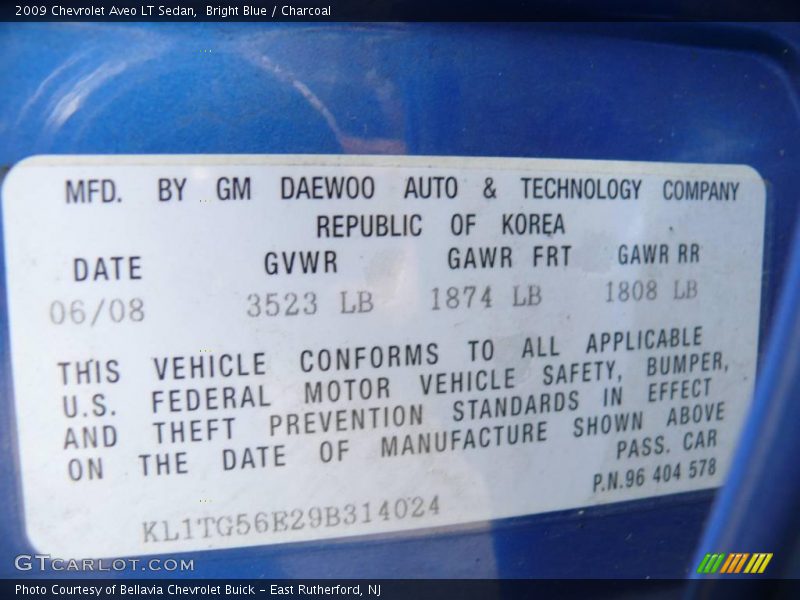 2009 Chevrolet Aveo LT Sedan,  Bright Blue / Charcoal
MFD. BY GM DAEWOO AUTO & TECHNOLOGY COMPANY
REPUBLIC OF KOREA
DATE GVWR GAWR FRT GAWR RR
06/08 3523 LB 1874 LB 1808 LB
THIS VEHICLE CONFORMS TO ALL APPLICABLE
U.S. FEDERAL MOTOR VEHICLE SAFETY, BUMPER,
AND THEFT PREVENTION STANDARDS IN EFFECT
ON THE DATE OF MANUFACTURE SHOWN ABOVE
PASS. CAR
P.N.96 404 578
KL1TG56E29B314024
GTCARLOT.COM
Photo Courtesy of Bellavia Chevrolet Buick - East Rutherford, NJ